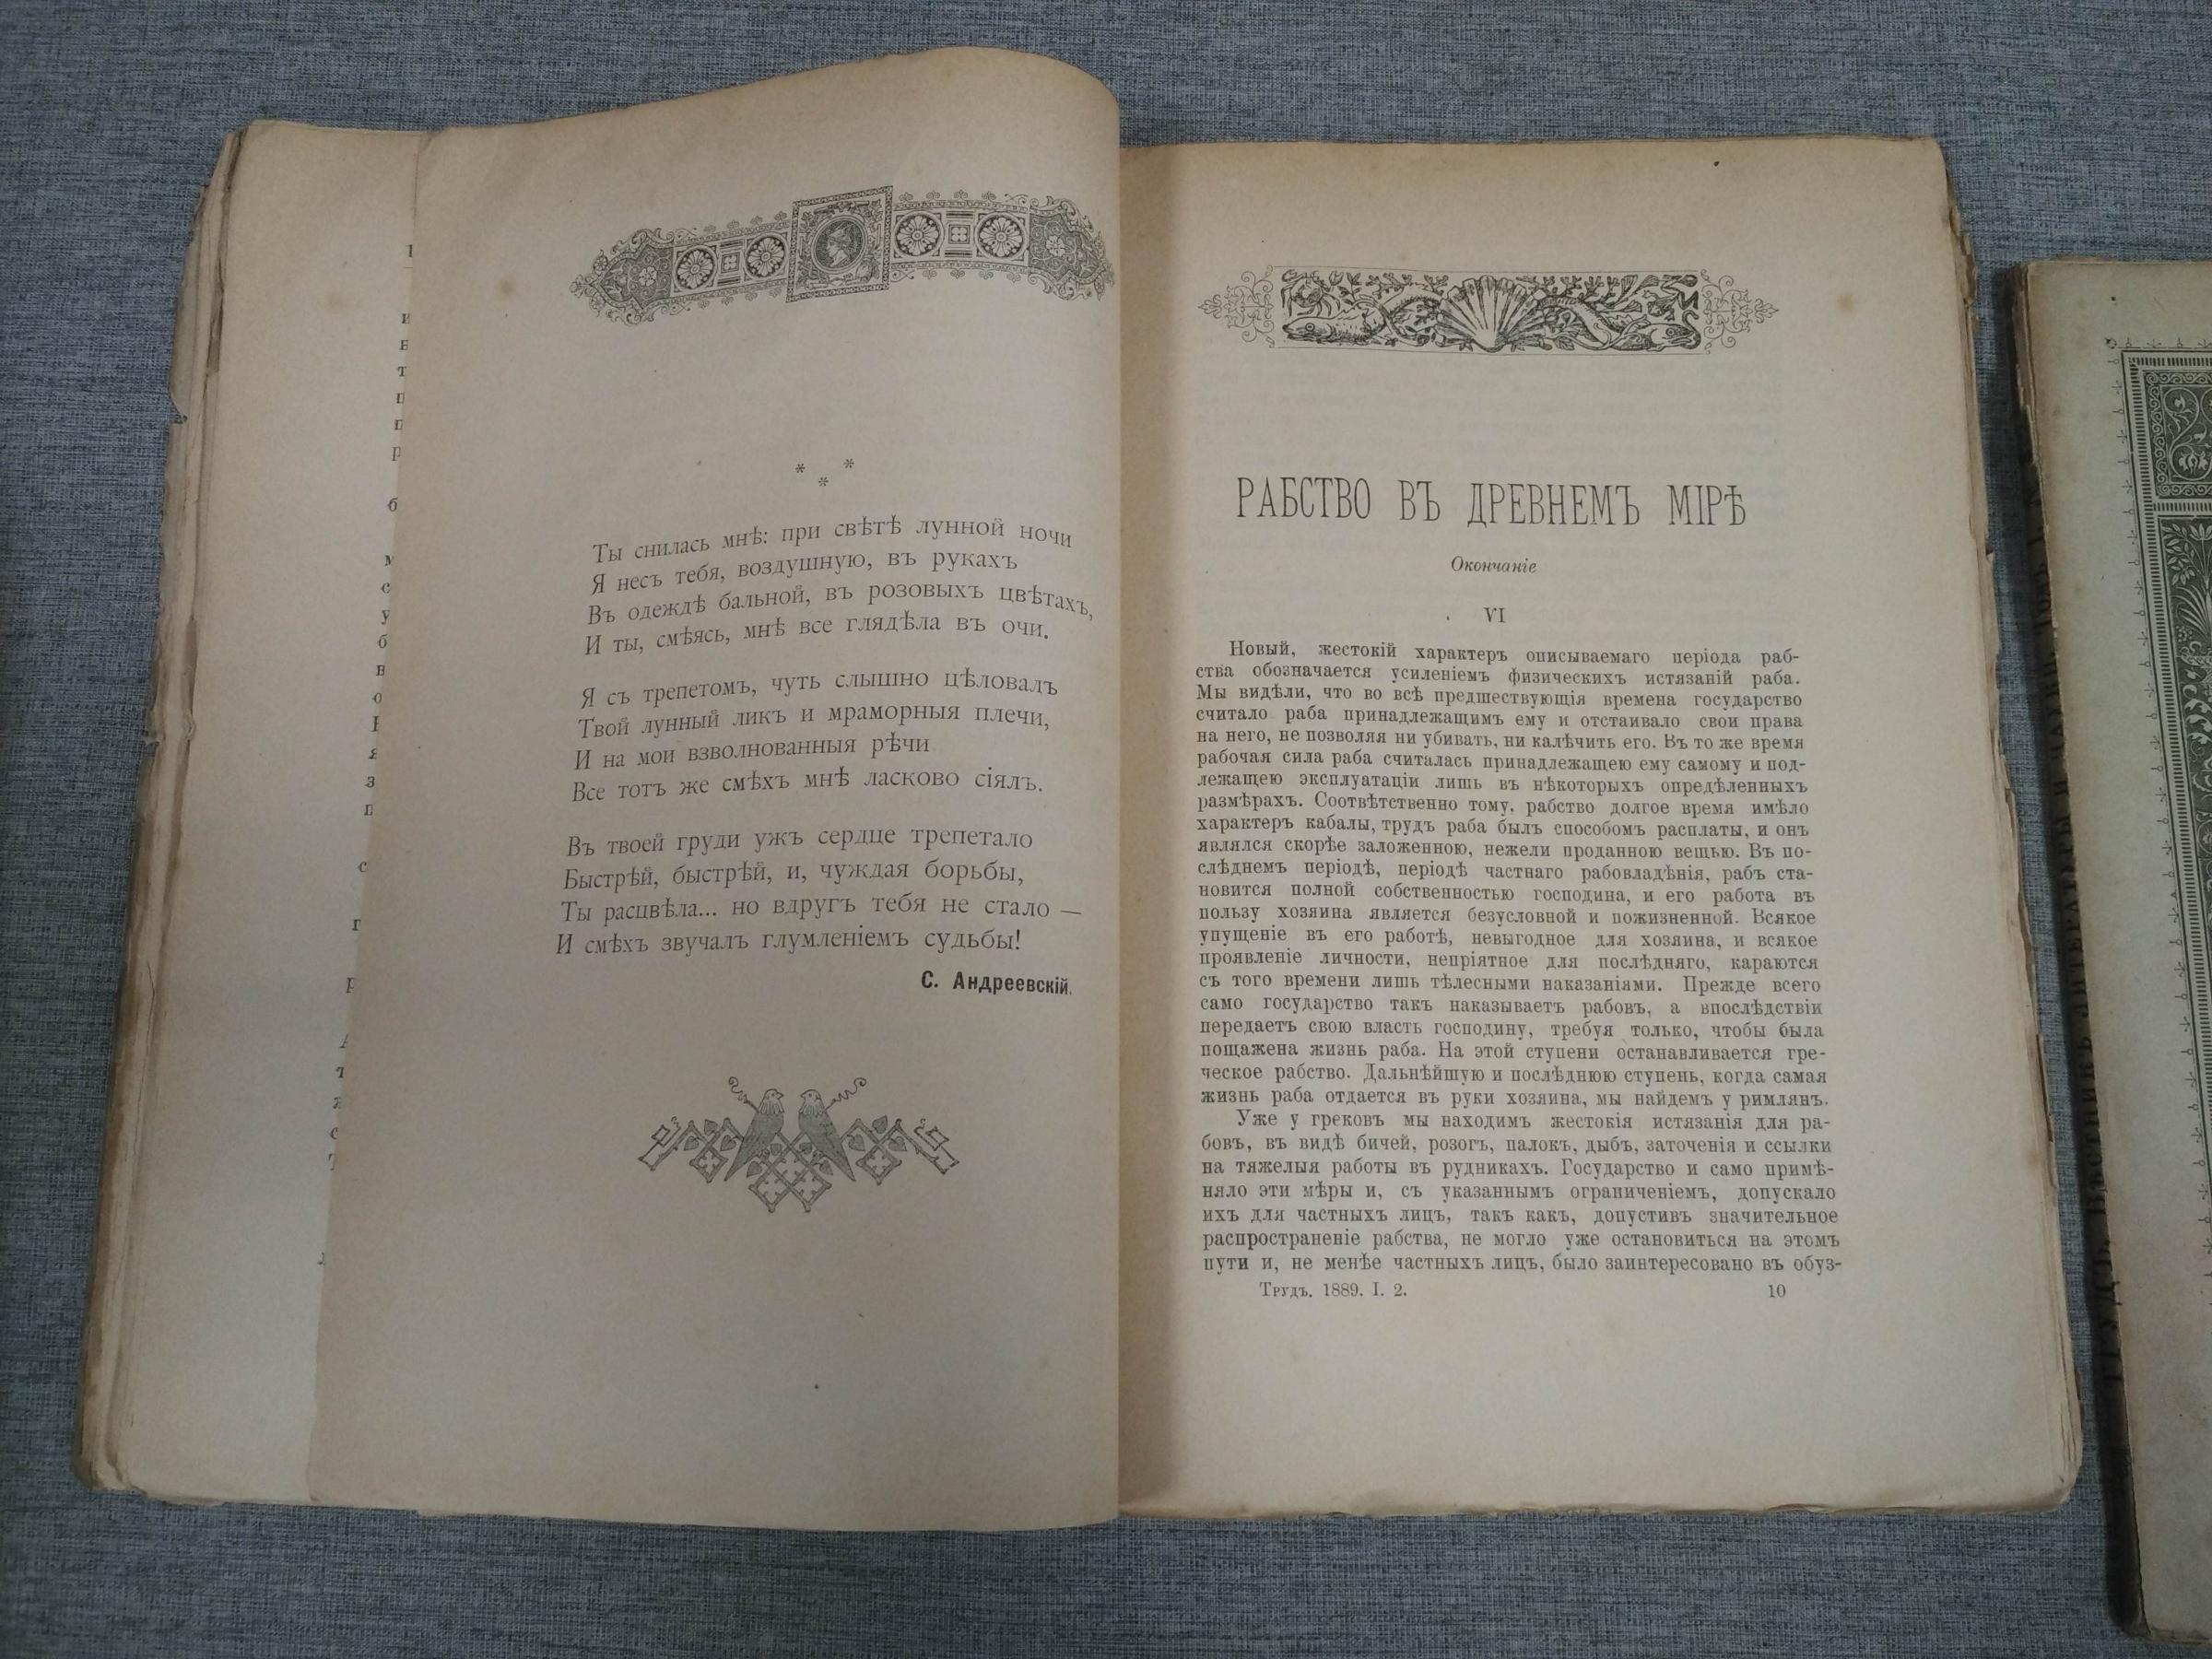 * *
*
Ты снилась мнѣ: при свѣтѣ лунной ночи
Я несъ тебя, воздушную, въ рукахъ
Въ одеждѣ бальной, въ розовыхъ цвѣтахъ,
И ты, смѣясь, мнѣ все глядѣла въ очи.
Я съ трепетомъ, чуть слышно цѣловалъ
Твой лунный ликъ и мраморныя плечи,
И на мои взволнованныя рѣчи
Все тотъ же смѣхъ мнѣ ласково сіялъ.
Въ твоей груди ужъ сердце трепетало
Быстрѣй, быстрѣй, и, чуждая борьбы,
Ты расцвѣла... но вдругъ тебя не стало —
И смѣхъ звучалъ глумленіемъ судьбы!
С. Андреевскій.
РАБСТВО ВЪ ДРЕВНЕМЪ МІРѢ
Окончаніе
VI
Новый, жестокій характеръ описываемаго періода раб-
ства обозначается усиленіемъ физическихъ истязаній раба.
Мы видѣли, что во всѣ предшествующія времена государство
считало раба принадлежащимъ ему и отстаивало свои права
на него, не позволяя ни убивать, ни калѣчить его. Въ то же время
рабочая сила раба считалась принадлежащею ему самому и под-
лежащею эксплуатаціи лишь въ нѣкоторыхъ опредѣленныхъ
размѣрахъ. Соотвѣтственно тому, рабство долгое время имѣло
характеръ кабалы, трудъ раба былъ способомъ расплаты, и онъ
являлся скорѣе заложенною, нежели проданною вещью. Въ по-
слѣднемъ періодѣ, періодѣ частнаго рабовладѣнія, рабъ ста-
новится полной собственностью господина, и его работа въ
пользу хозяина является безусловной и пожизненной. Всякое
упущеніе въ его работѣ, невыгодное для хозяина, и всякое
проявленіе личности, непріятное для послѣдняго, караются
съ того времени лишь тѣлесными наказаніями. Прежде всего
само государство такъ наказываетъ рабовъ, а впослѣдствіи
передаетъ свою власть господину, требуя только, чтобы была
пощажена жизнь раба. На этой ступени останавливается гре-
ческое рабство. Дальнѣйшую и послѣднюю ступень, когда самая
жизнь раба отдается въ руки хозяина, мы найдемъ у римлянъ.
Уже у грековъ мы находимъ жестокія истязанія для ра-
бовъ, въ видѣ бичей, розогъ, палокъ, дыбъ, заточенія и ссылки
на тяжелыя работы въ рудникахъ. Государство и само примѣ-
няло эти мѣры и, съ указаннымъ ограниченіемъ, допускало
ихъ для частныхъ лицъ, такъ какъ, допустивъ значительное
распространеніе рабства, не могло уже остановиться на этомъ
пути и, не менѣе частныхъ лицъ, было заинтересовано въ обуз-
Трудъ. 1889. I. 2. 10